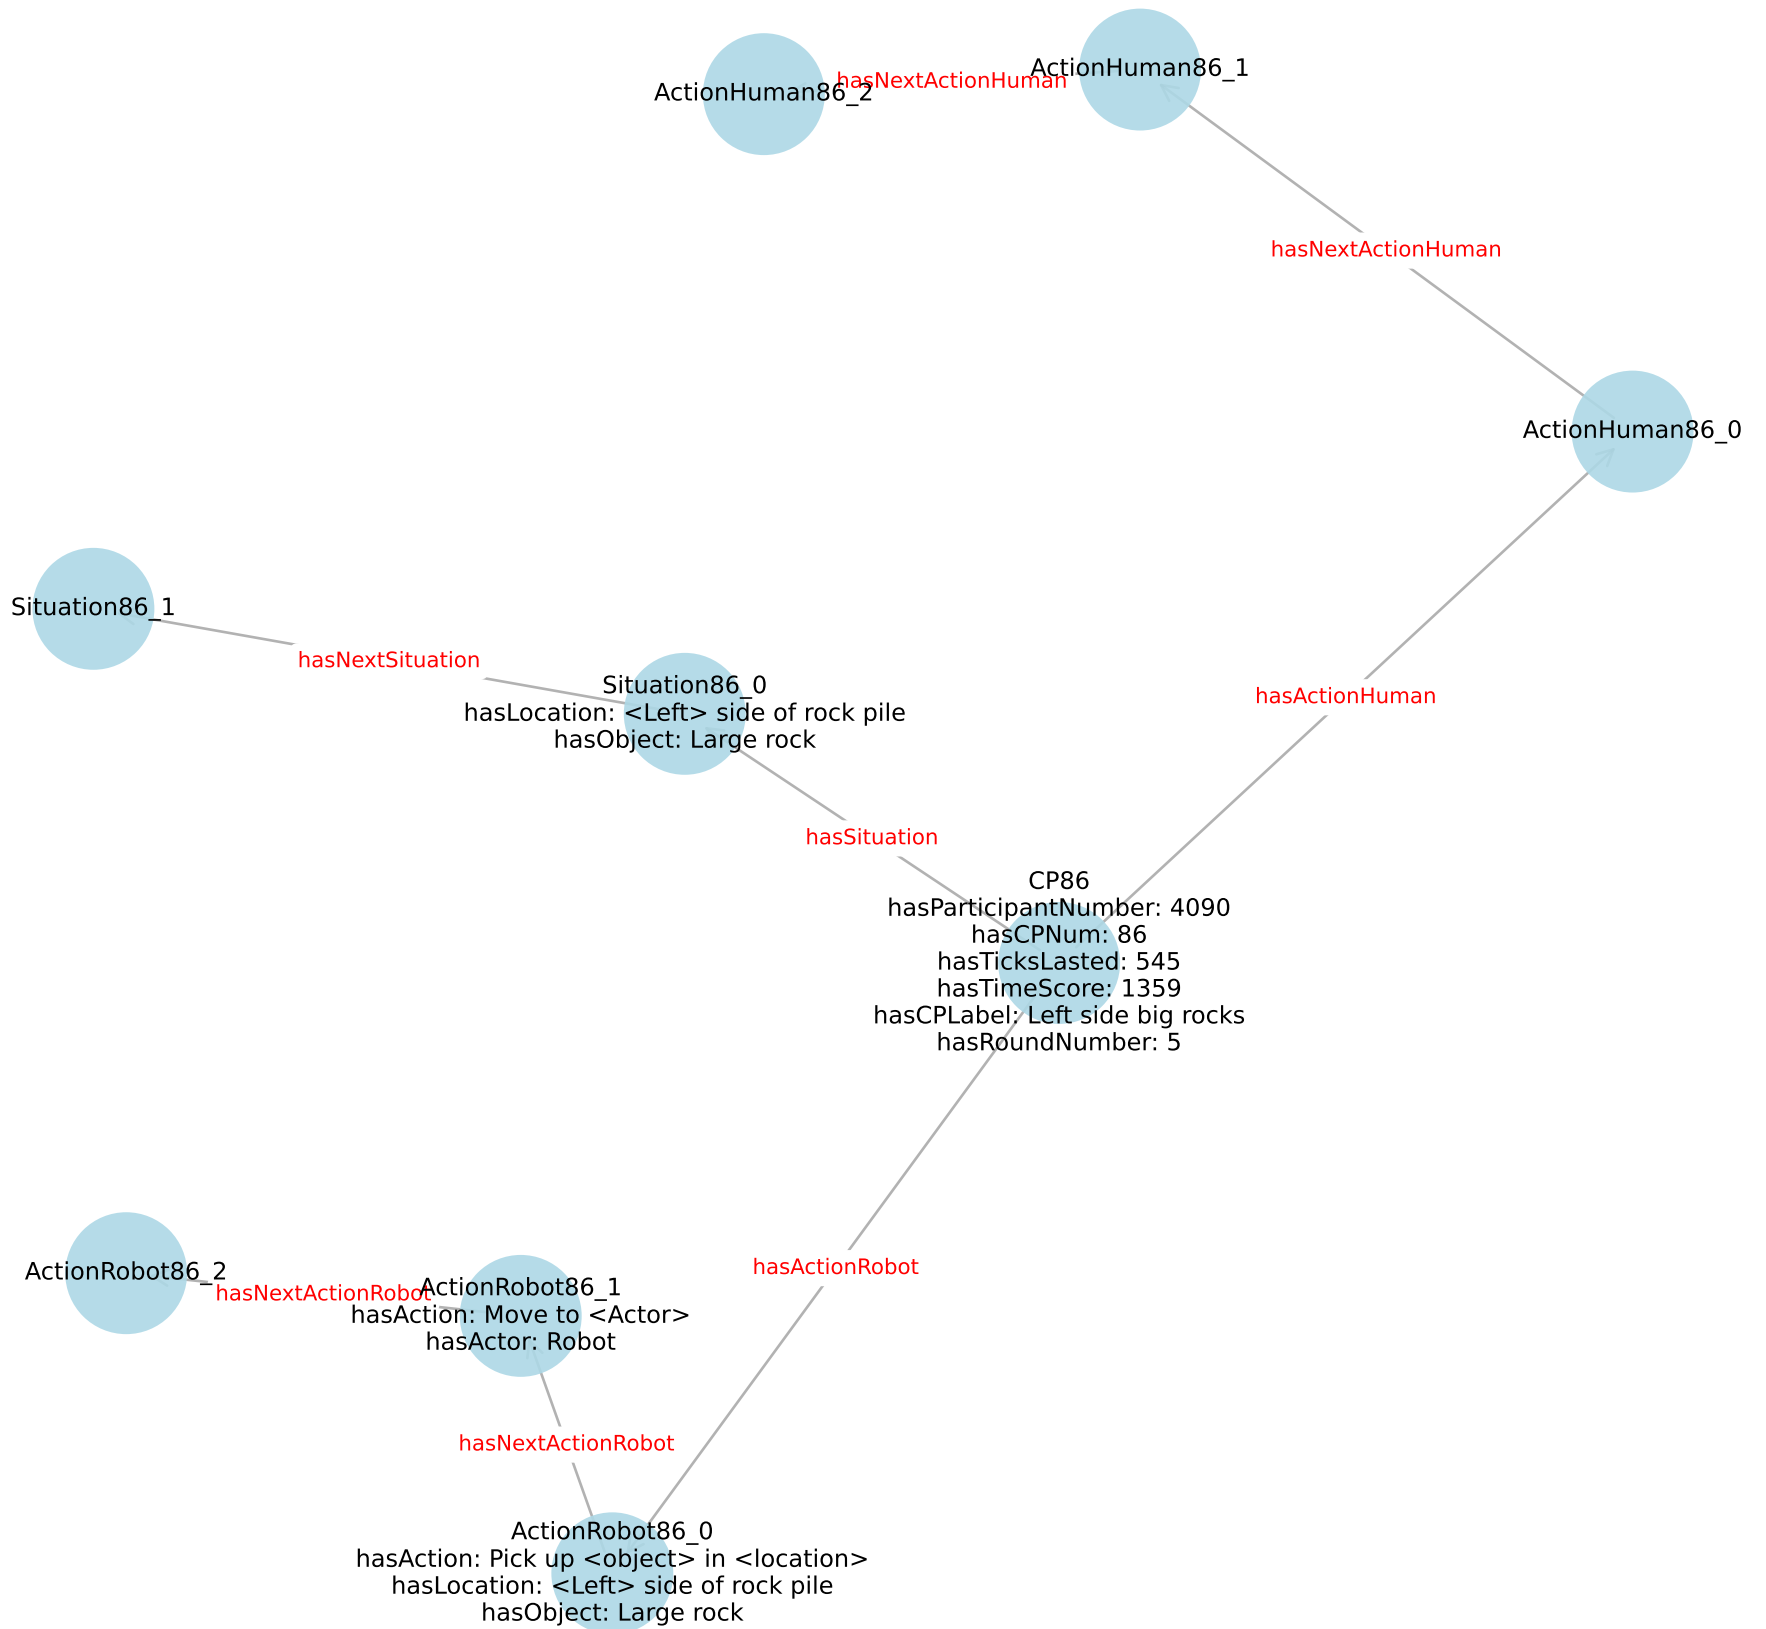 ActionHuman86_1
hasNextActionHuman
ActionHuman86_2
hasNextActionHuman
ActionHuman86_0
Situation86_1
hasNextSituation
Situation86_0
hasLocation: <Left> side of rock pile
hasObject: Large rock
hasActionHuman
hasSituation
CP86
hasParticipantNumber: 4090
hasCPNum: 86
hasTicksLasted: 545
hasTimeScore: 1359
hasCPLabel: Left side big rocks
hasRoundNumber: 5
hasActionRobot
ActionRobot86_2
hasNextActionRobot
ActionRobot86_1
hasAction: Move to <Actor>
hasActor: Robot
hasNextActionRobot
ActionRobot86_0
hasAction: Pick up <object> in <location>
hasLocation: <Left> side of rock pile
hasObject: Large rock